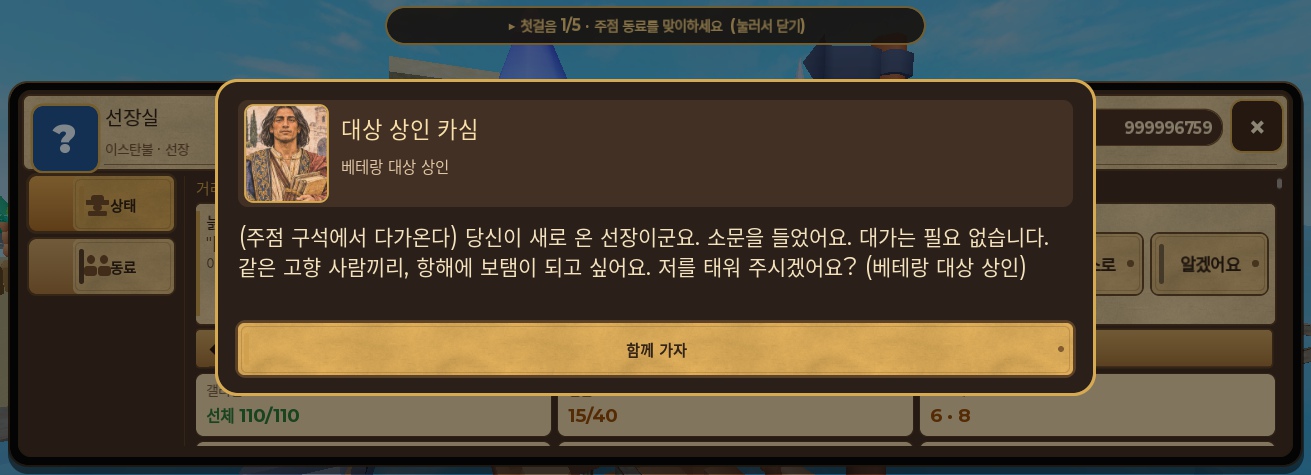 ▸ 첫걸음 1/5 · 주점 동료를 맞이하세요 (눌러서 닫기)
?
선장실
이스탄불 · 선장
999996759
×
대상 상인 카심
베테랑 대상 상인
상태
동료
(주점 구석에서 다가온다) 당신이 새로 온 선장이군요. 소문을 들었어요. 대가는 필요 없습니다.
같은 고향 사람끼리, 항해에 보탬이 되고 싶어요. 저를 태워 주시겠어요? (베테랑 대상 상인)
알겠어요
함께 가자
선체 110/110
15/40
6 · 8